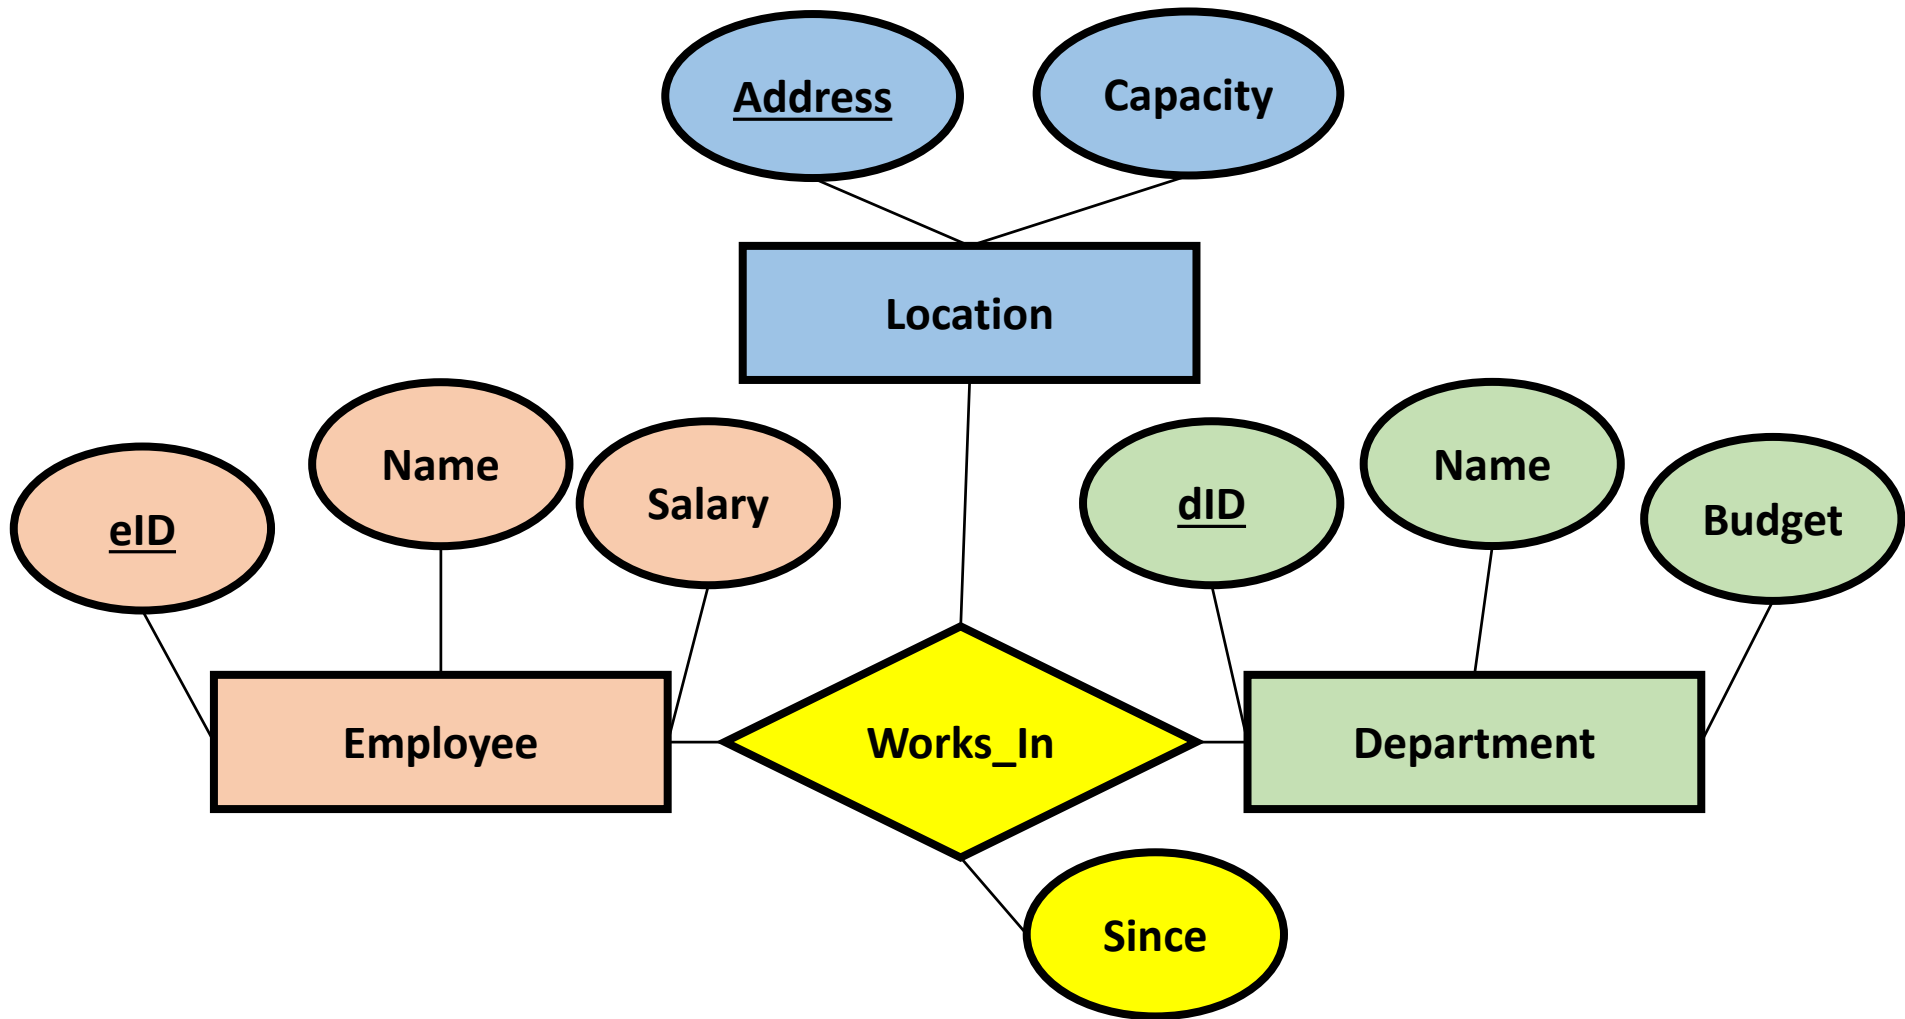 Address
Capacity
Location
Name
Name
Salary
dID
Budget
eID
Employee
Works_In
Department
Since